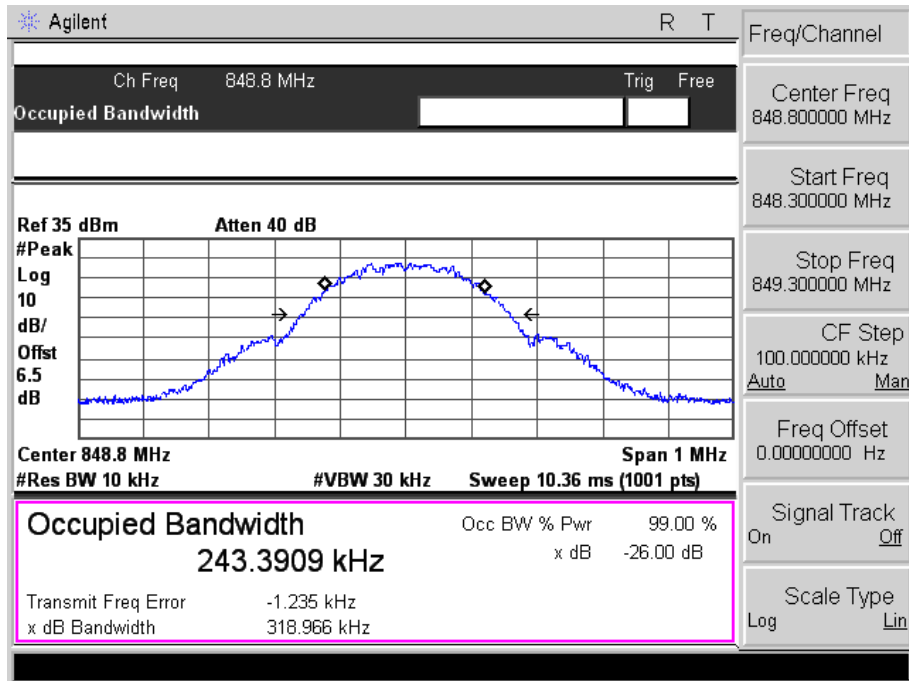 Agilent R T
Ch Freq 848.8 MHz Trig Free
Occupied Bandwidth
Ref 35 dBm Atten 40 dB
#Peak
Log
10
dB/
Offst
6.5
dB
Center 848.8 MHz Span 1 MHz
#Res BW 10 kHz #VBW 30 kHz Sweep 10.36 ms (1001 pts)
Occupied Bandwidth Occ BW % Pwr 99.00 %
243.3909 kHz x dB -26.00 dB
Transmit Freq Error -1.235 kHz
x dB Bandwidth 318.966 kHz
Freq/Channel
Center Freq
848.800000 MHz
Start Freq
848.300000 MHz
Stop Freq
849.300000 MHz
CF Step
100.000000 kHz
Auto Man
Freq Offset
0.00000000 Hz
Signal Track
On Off
Scale Type
Log Lin